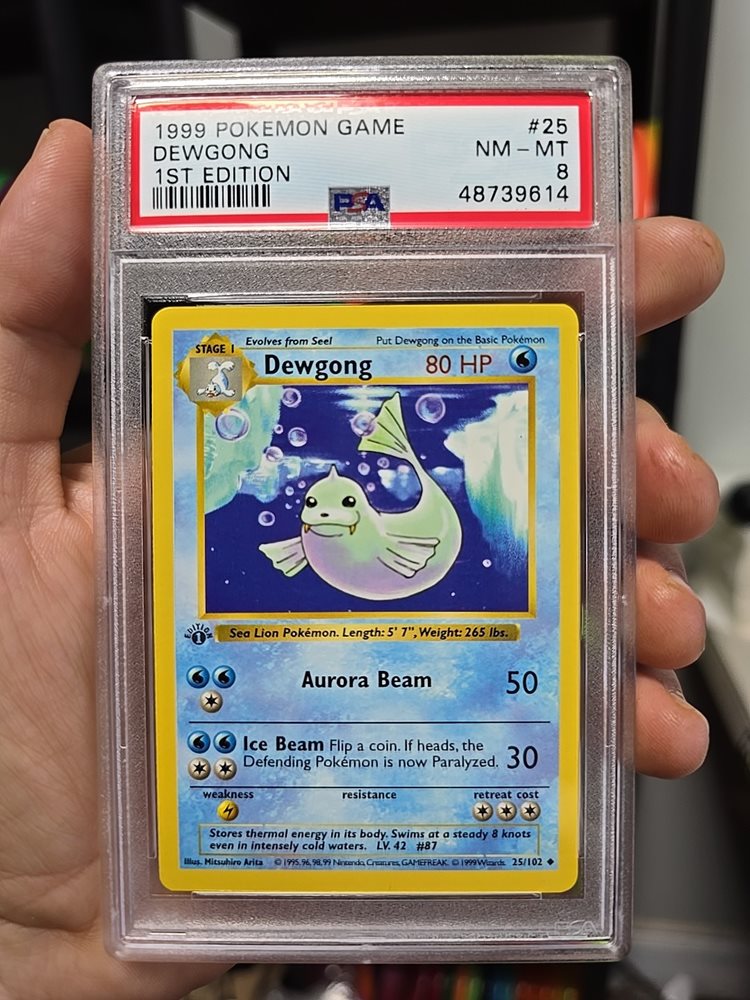 1999 POKEMON GAME #25
DEWGONG NM - MT
1ST EDITION 8
PSA 48739614
STAGE 1 Evolves from Seel Put Dewgong on the Basic Pokémon
Dewgong 80 HP
EDITION 1
Sea Lion Pokémon. Length: 5' 7", Weight: 265 lbs.
Aurora Beam 50
Ice Beam Flip a coin. If heads, the
Defending Pokémon is now Paralyzed. 30
weakness resistance retreat cost
Stores thermal energy in its body. Swims at a steady 8 knots
even in intensely cold waters. LV. 42 #87
Illus. Mitsuhiro Arita © 1995, 96, 98, 99 Nintendo, Creatures, GAMEFREAK. © 1999 Wizards. 25/102